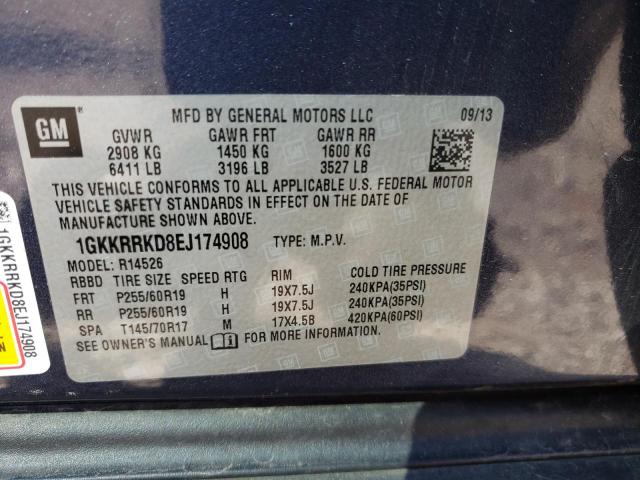 GM
MFD BY GENERAL MOTORS LLC 09/13
GVWR GAWR FRT GAWR RR
2908 KG 1450 KG 1600 KG
6411 LB 3196 LB 3527 LB
THIS VEHICLE CONFORMS TO ALL APPLICABLE U.S. FEDERAL MOTOR
VEHICLE SAFETY STANDARDS IN EFFECT ON THE DATE OF
MANUFACTURE SHOWN ABOVE.
1GKKRRKD8EJ174908 TYPE: M.P.V.
MODEL: R14526
RBBD TIRE SIZE SPEED RTG RIM
FRT P255/60R19 H 19X7.5J 240KPA(35PSI)
RR P255/60R19 H 19X7.5J 240KPA(35PSI)
SPA T145/70R17 M 17X4.5B 420KPA(60PSI)
SEE OWNER'S MANUAL FOR MORE INFORMATION.
1GKKRRKD8EJ174908